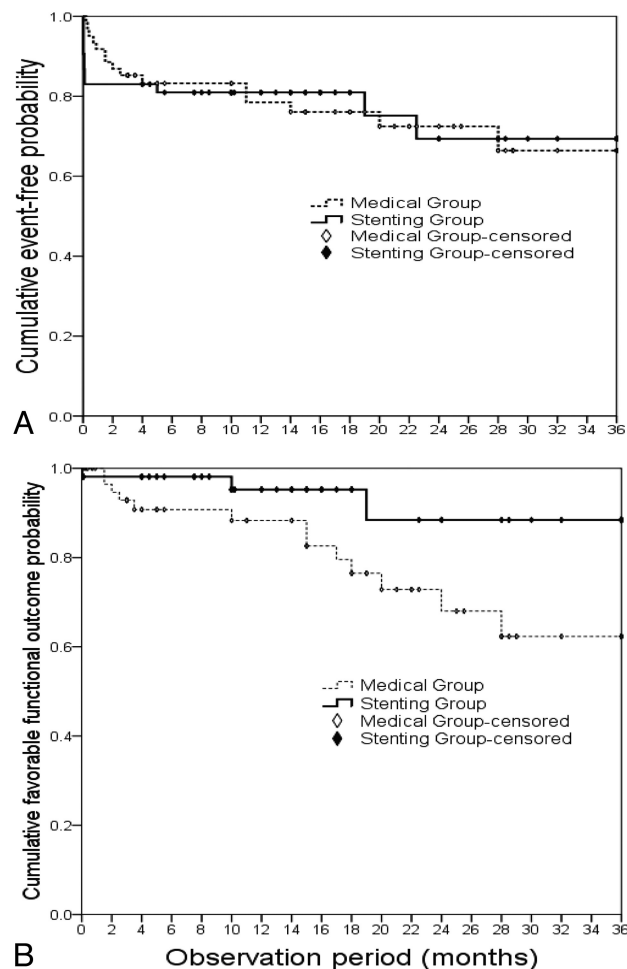 Cumulative event-free probability
1.0
0.8
0.6
0.4
0.2
0.0
Medical Group
Stenting Group
Medical Group-censored
Stenting Group-censored
0 2 4 6 8 10 12 14 16 18 20 22 24 26 28 30 32 34 36
A
Cumulative favorable functional outcome probability
1.0
0.8
0.6
0.4
0.2
0.0
Medical Group
Stenting Group
Medical Group-censored
Stenting Group-censored
0 2 4 6 8 10 12 14 16 18 20 22 24 26 28 30 32 34 36
B Observation period (months)